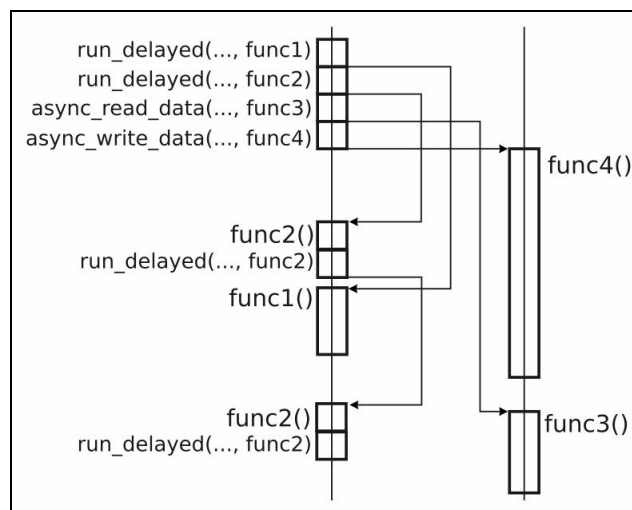 run_delayed(..., func1)
run_delayed(..., func2)
async_read_data(..., func3)
async_write_data(..., func4)
func4()
func2()
run_delayed(..., func2)
func1()
func2()
func3()
run_delayed(..., func2)